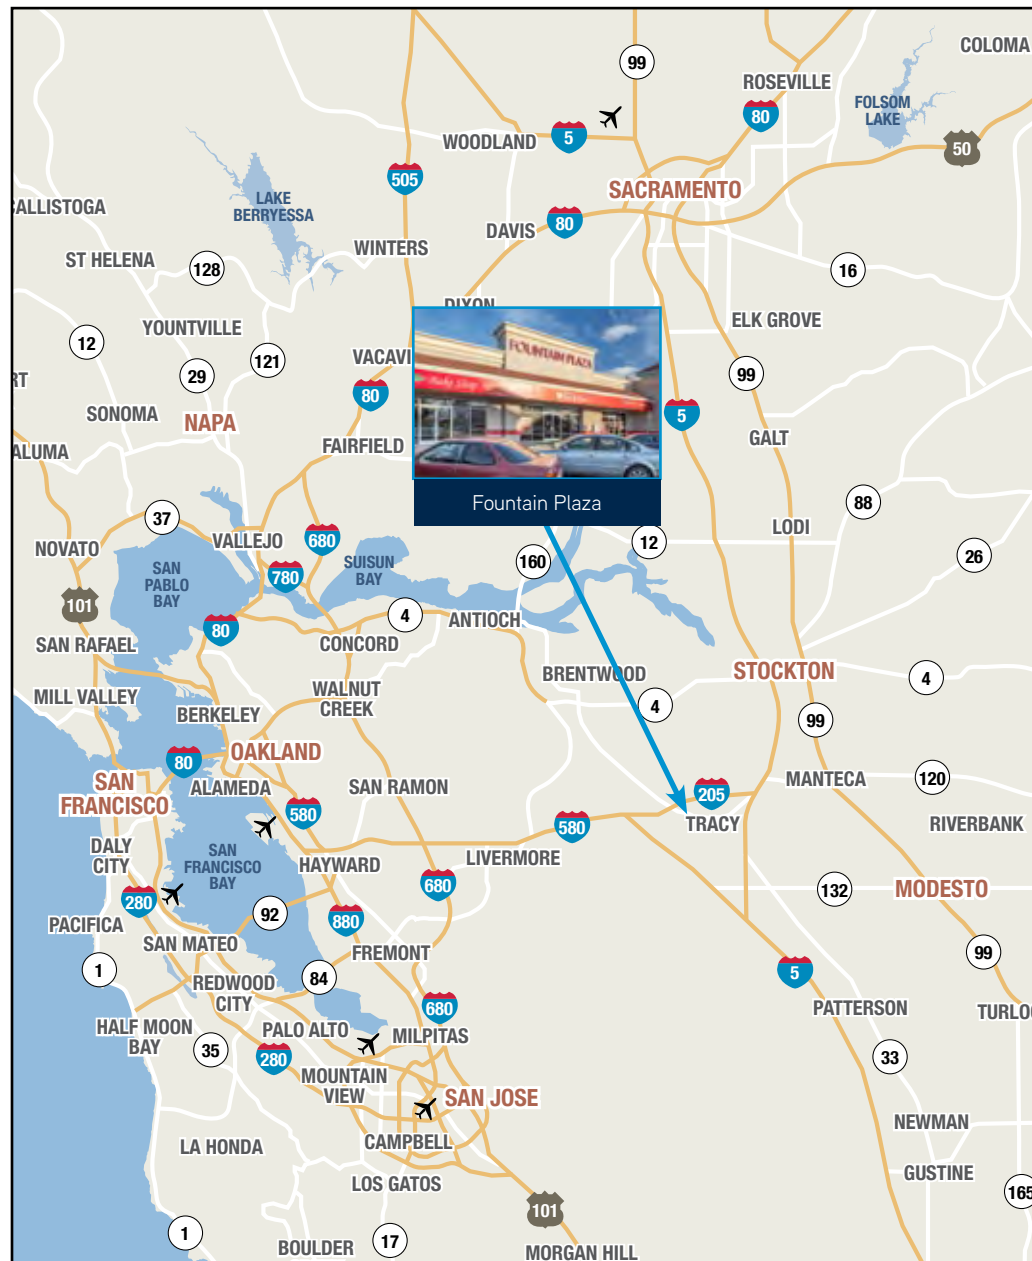 COLOMA
99
ROSEVILLE
FOLSOM
LAKE
80
WOODLAND
5
50
505
SACRAMENTO
CALLISTOGA
LAKE
BERRYESSA
80
DAVIS
WINTERS
ST HELENA
128
16
YOUNTVILLE
DIXON
ELK GROVE
12
121
VACAVI
FOUNTAIN PLAZA
29
99
RT
80
SONOMA
NAPA
5
GALT
FAIRFIELD
ALUMA
Fountain Plaza
88
37
LODI
NOVATO
VALLEJO
680
12
26
SUISUN
BAY
160
SAN
PABLO
BAY
780
101
4
ANTIOCH
80
SAN RAFAEL
CONCORD
BRENTWOOD
STOCKTON
4
MILL VALLEY
WALNUT
CREEK
4
BERKELEY
99
OAKLAND
80
SAN
FRANCISCO
ALAMEDA
SAN RAMON
205
MANTECA
120
580
580
TRACY
RIVERBANK
DALY
CITY
SAN
FRANCISCO
BAY
HAYWARD
LIVERMORE
680
132
MODESTO
280
92
880
PACIFICA
SAN MATEO
FREMONT
99
1
84
5
REDWOOD
CITY
680
PATTERSON
TURLOC
HALF MOON
BAY
PALO ALTO
MILPITAS
35
280
33
MOUNTAIN
VIEW
SAN JOSE
NEWMAN
LA HONDA
CAMPBELL
GUSTINE
LOS GATOS
165
101
1
17
BOULDER
MORGAN HILL